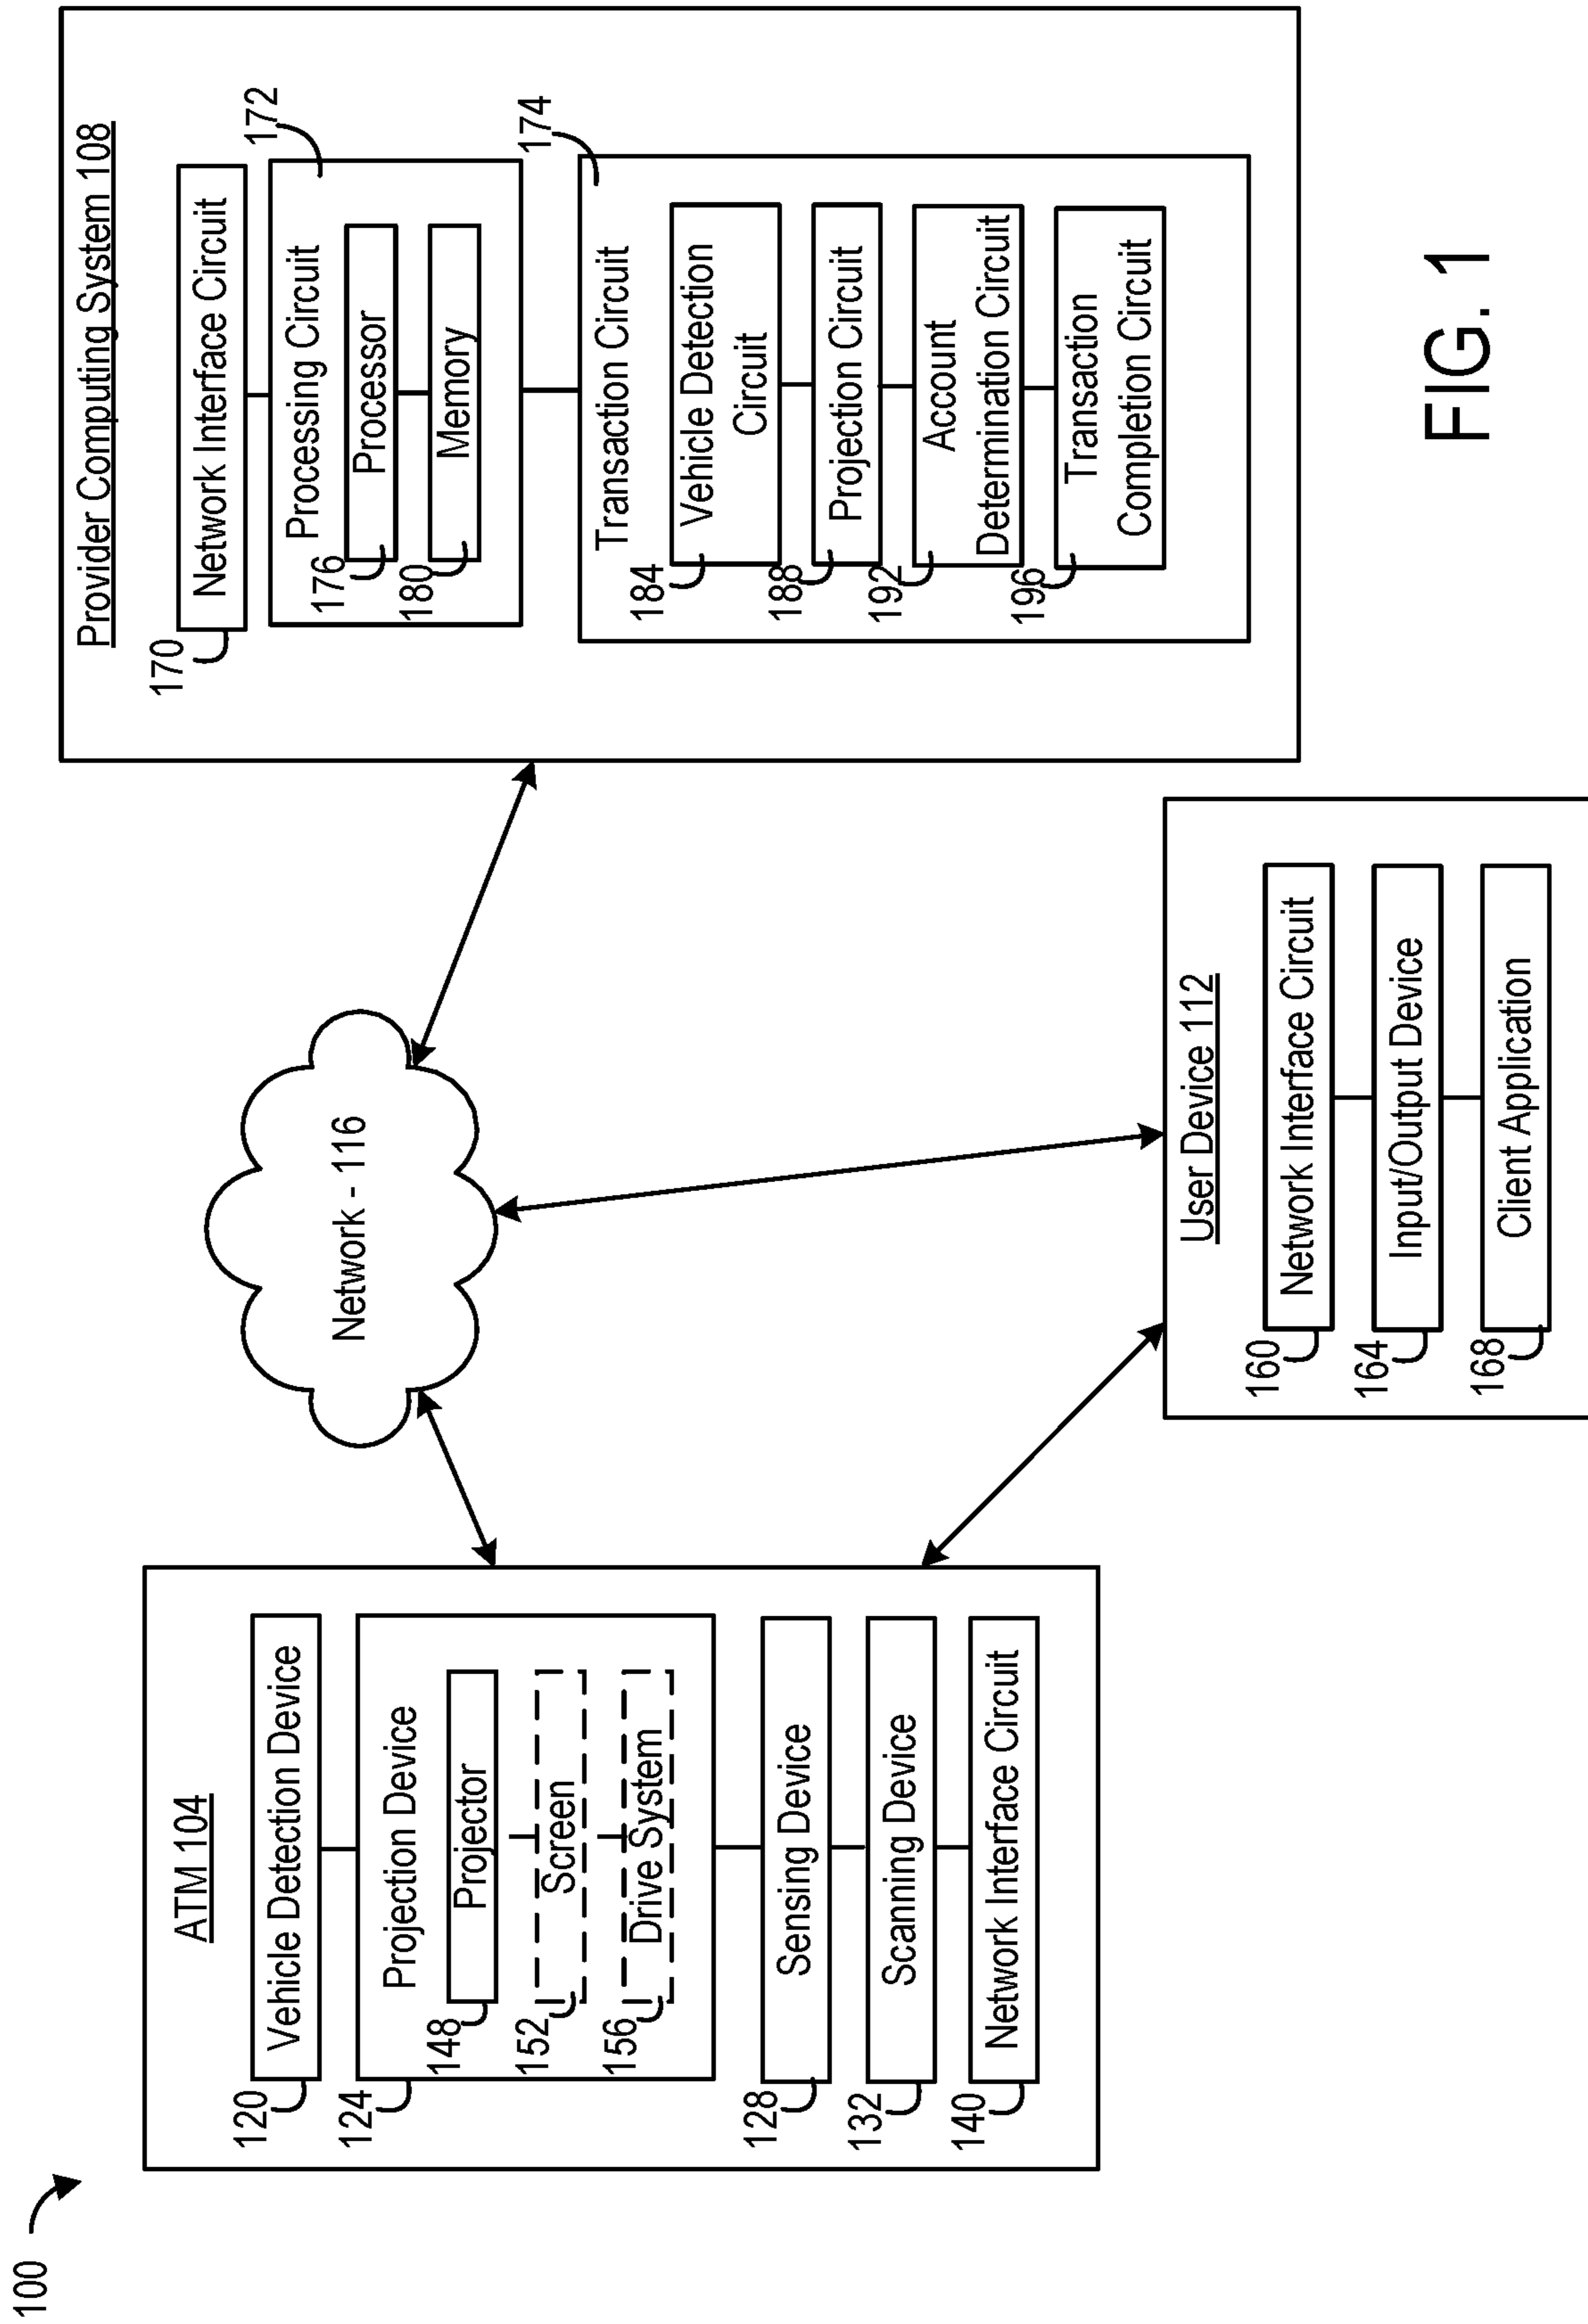 100
ATM 104
120
Vehicle Detection Device
124
Projection Device
148
Projector
152
Screen
156
Drive System
128
Sensing Device
132
Scanning Device
140
Network Interface Circuit
Network - 116
User Device 112
160
Network Interface Circuit
164
Input/Output Device
168
Client Application
Provider Computing System 108
170
Network Interface Circuit
172
Processing Circuit
176
Processor
180
Memory
174
Transaction Circuit
184
Vehicle Detection
Circuit
188
Projection Circuit
192
Account
Determination Circuit
196
Transaction
Completion Circuit
FIG. 1